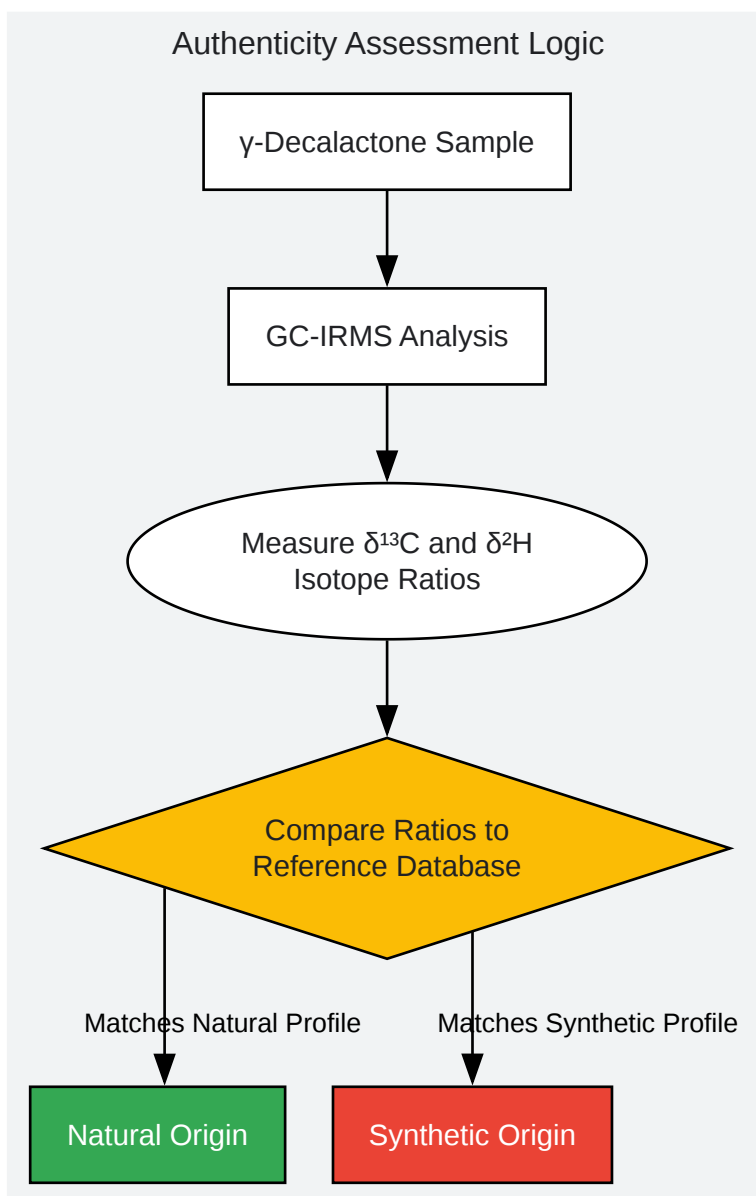 Authenticity Assessment Logic
γ-Decalactone Sample
GC-IRMS Analysis
Measure δ¹³C and δ²H
Isotope Ratios
Compare Ratios to
Reference Database
Matches Natural Profile
Matches Synthetic Profile
Natural Origin
Synthetic Origin